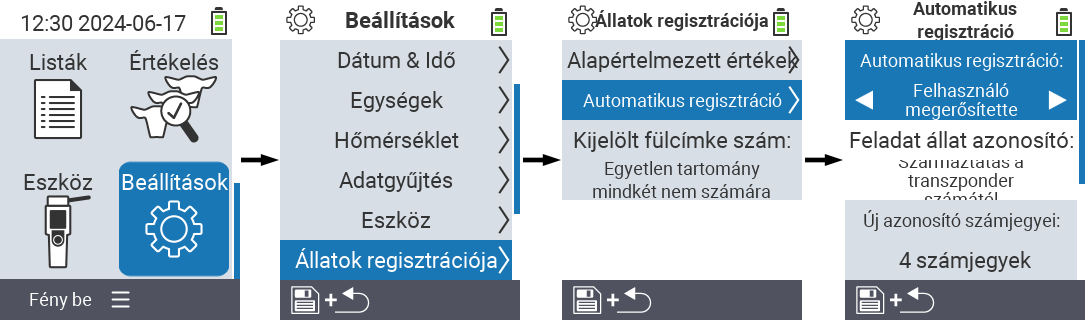 12:30 2024-06-17
Listák
Értékelés
Eszköz
Beállítások
Fény be
Beállítások
Dátum & Idő
Egységek
Hőmérséklet
Adatgyűjtés
Eszköz
Állatok regisztrációja
Állatok regisztrációja
Alapértelmezett értékek
Automatikus regisztráció
Kijelölt fülcímke szám:
Egyetlen tartomány
mindkét nem számára
Automatikus
regisztráció
Automatikus regisztráció:
Felhasználó
megerősítette
Feladat állat azonosító:
Származtatás a
transzponder
számától
Új azonosító számjegyei:
4 számjegyek